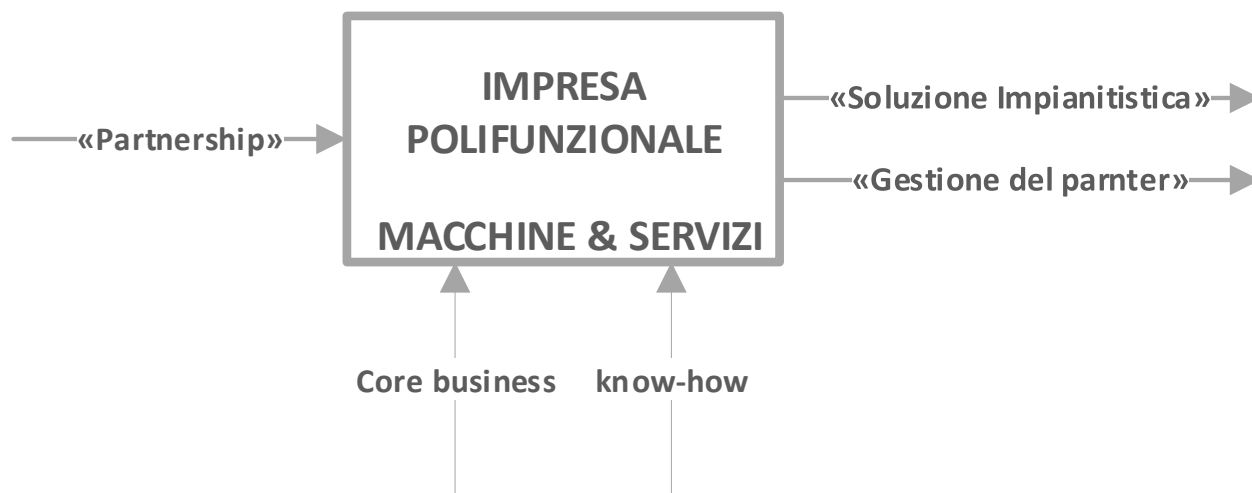 IMPRESA
POLIFUNZIONALE
MACCHINE & SERVIZI
«Partnership»
«Soluzione Impianitistica»
«Gestione del parnter»
Core business
know-how